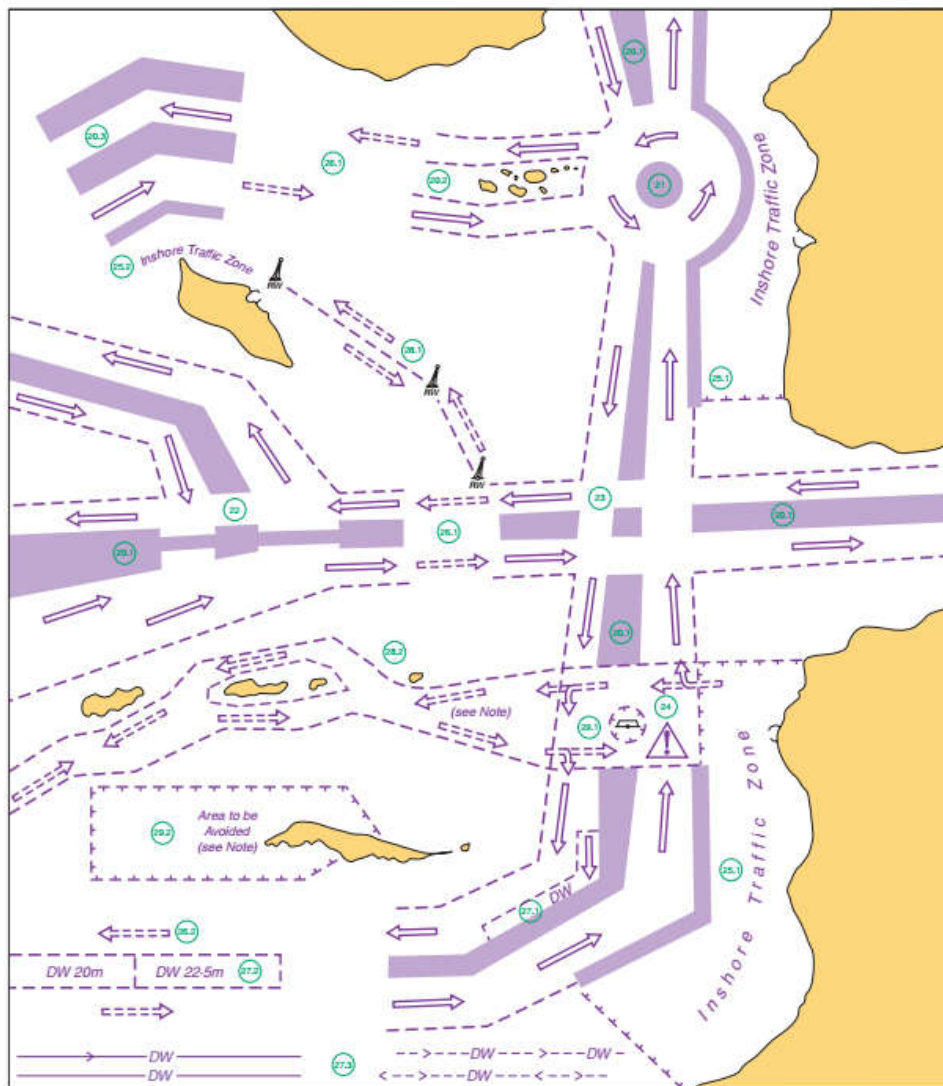 20.1
20.3
26.1
20.2
21
Inshore Traffic Zone
25.2
Inshore Traffic Zone
RW
28.1
RW
25.1
RW
22
23
20.1
26.1
20.1
20.1
28.2
(see Note)
24
29.1
29.2
Area to be
Avoided
(see Note)
Inshore Traffic Zone
25.1
DW
27.1
26.2
DW 20m
DW 22·5m
27.2
DW
DW
27.3
DW
DW
DW
DW